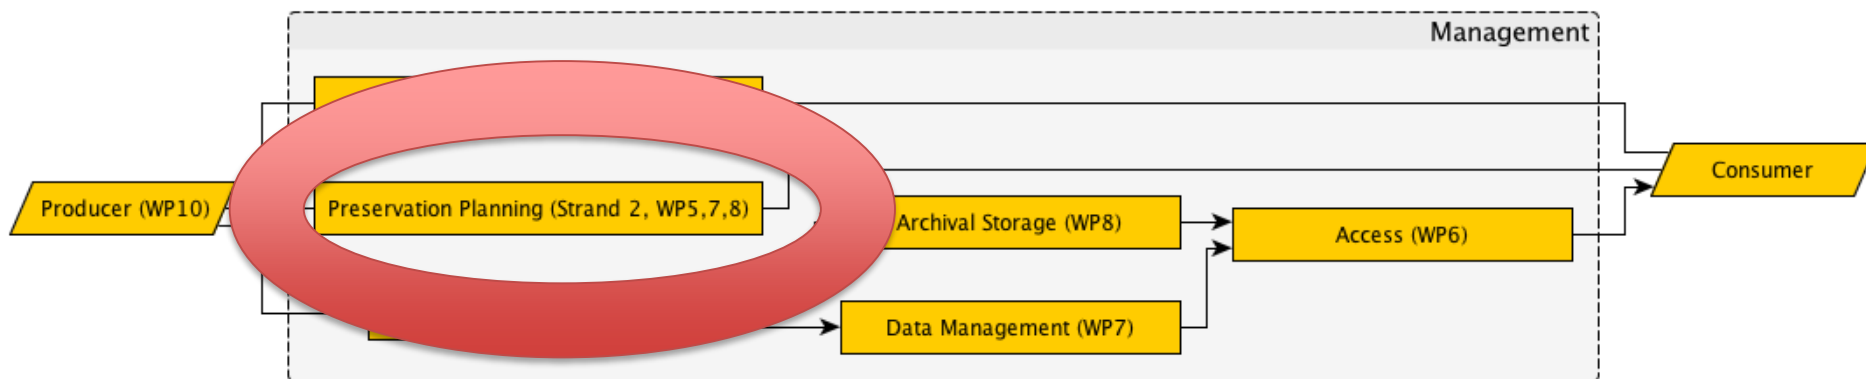 Management
Consumer
Producer (WP10)
Preservation Planning (Strand 2, WP5,7,8)
Archival Storage (WP8)
Access (WP6)
Data Management (WP7)